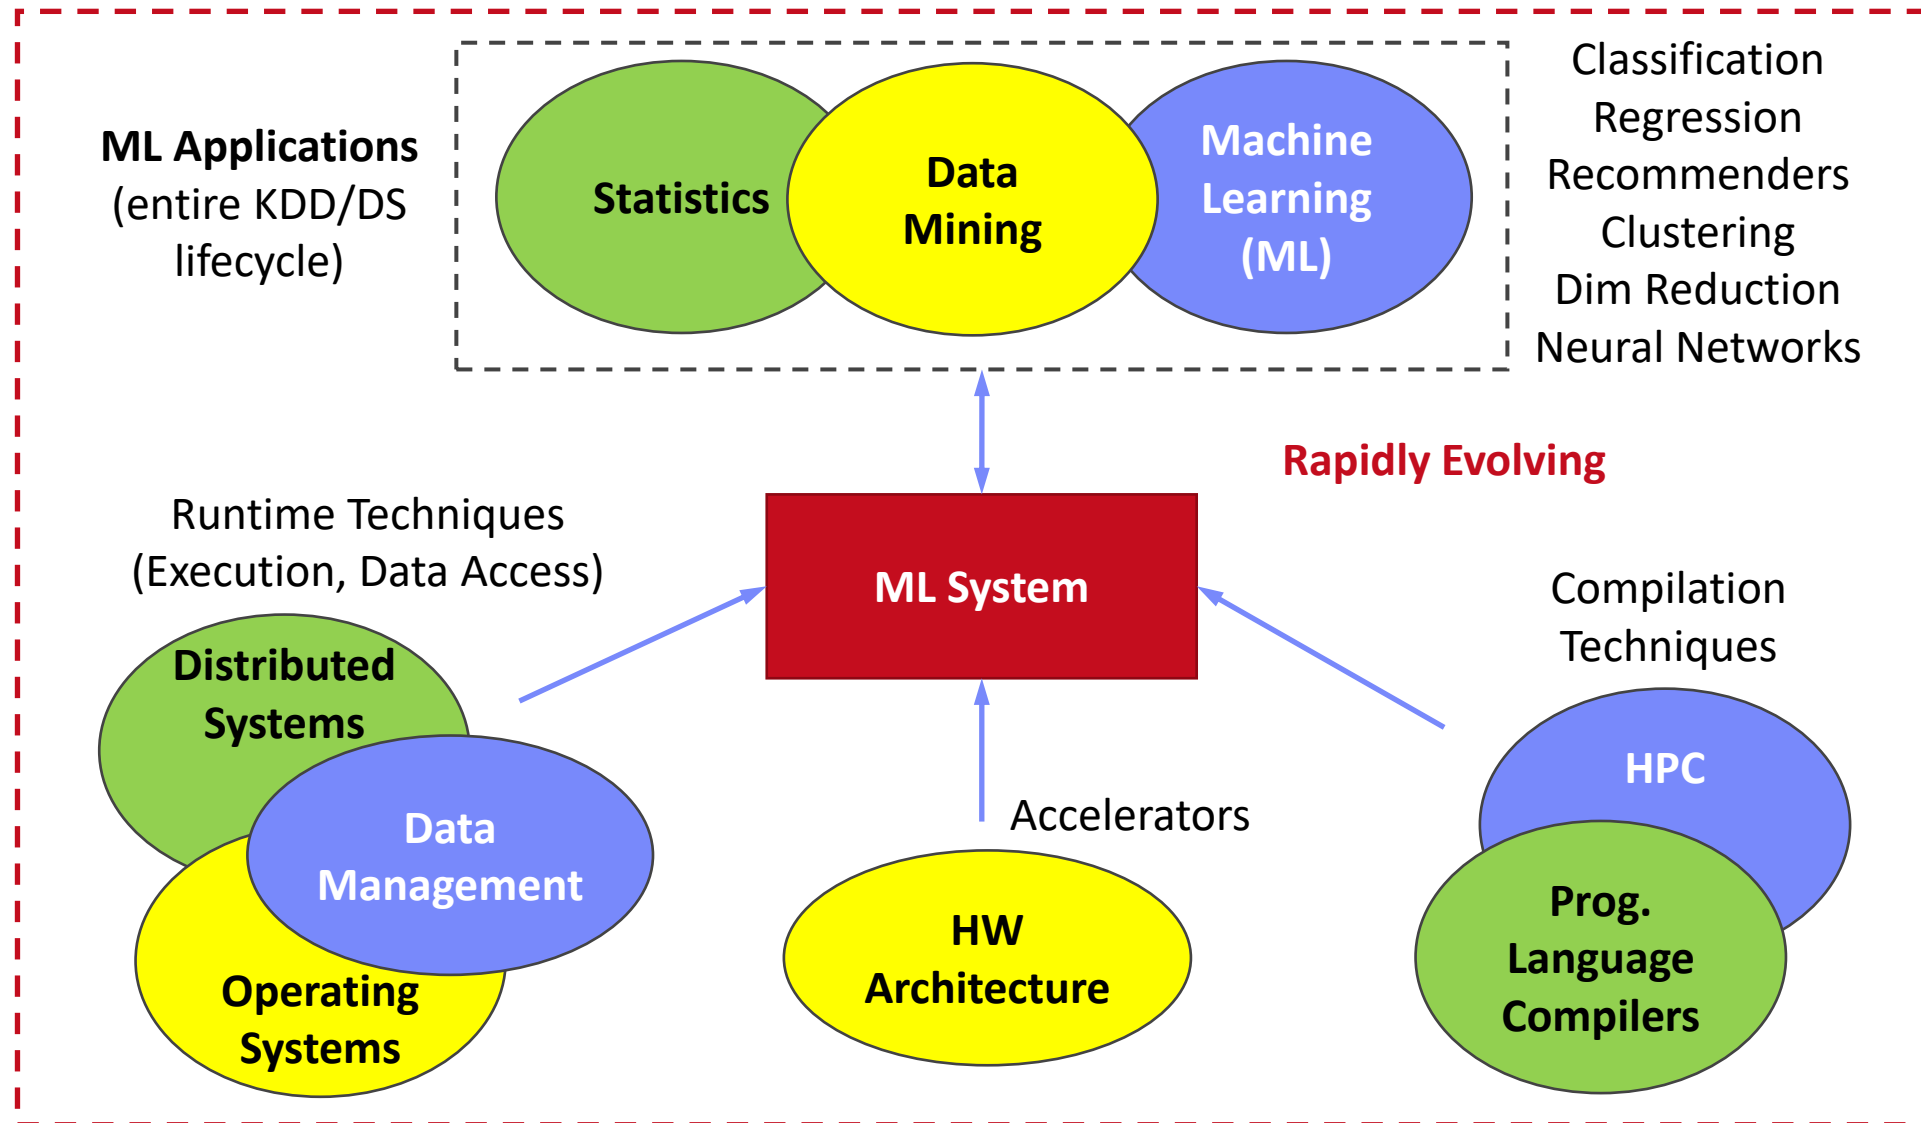 ML Applications
(entire KDD/DS
lifecycle)
Statistics
Data
Mining
Machine
Learning
(ML)
Classification
Regression
Recommenders
Clustering
Dim Reduction
Neural Networks
Rapidly Evolving
Runtime Techniques
(Execution, Data Access)
ML System
Compilation
Techniques
Distributed
Systems
Data
Management
Operating
Systems
Accelerators
HW
Architecture
HPC
Prog.
Language
Compilers